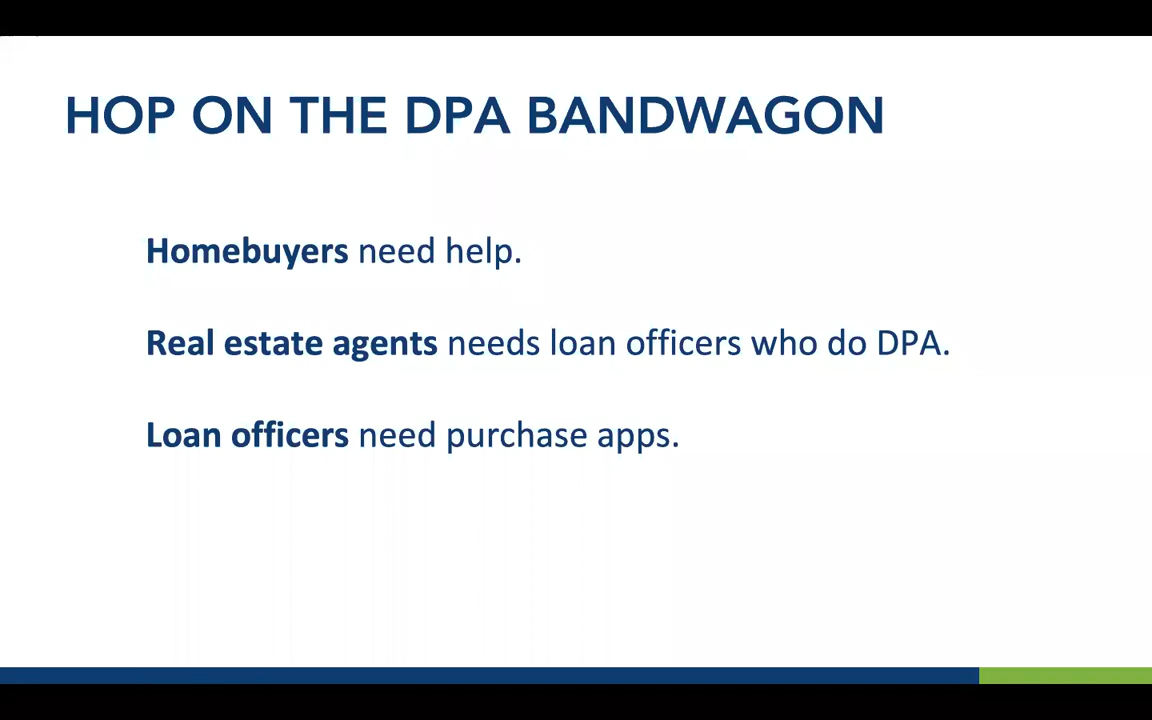 HOP ON THE DPA BANDWAGON
Homebuyers need help.
Real estate agents needs loan officers who do DPA.
Loan officers need purchase apps.